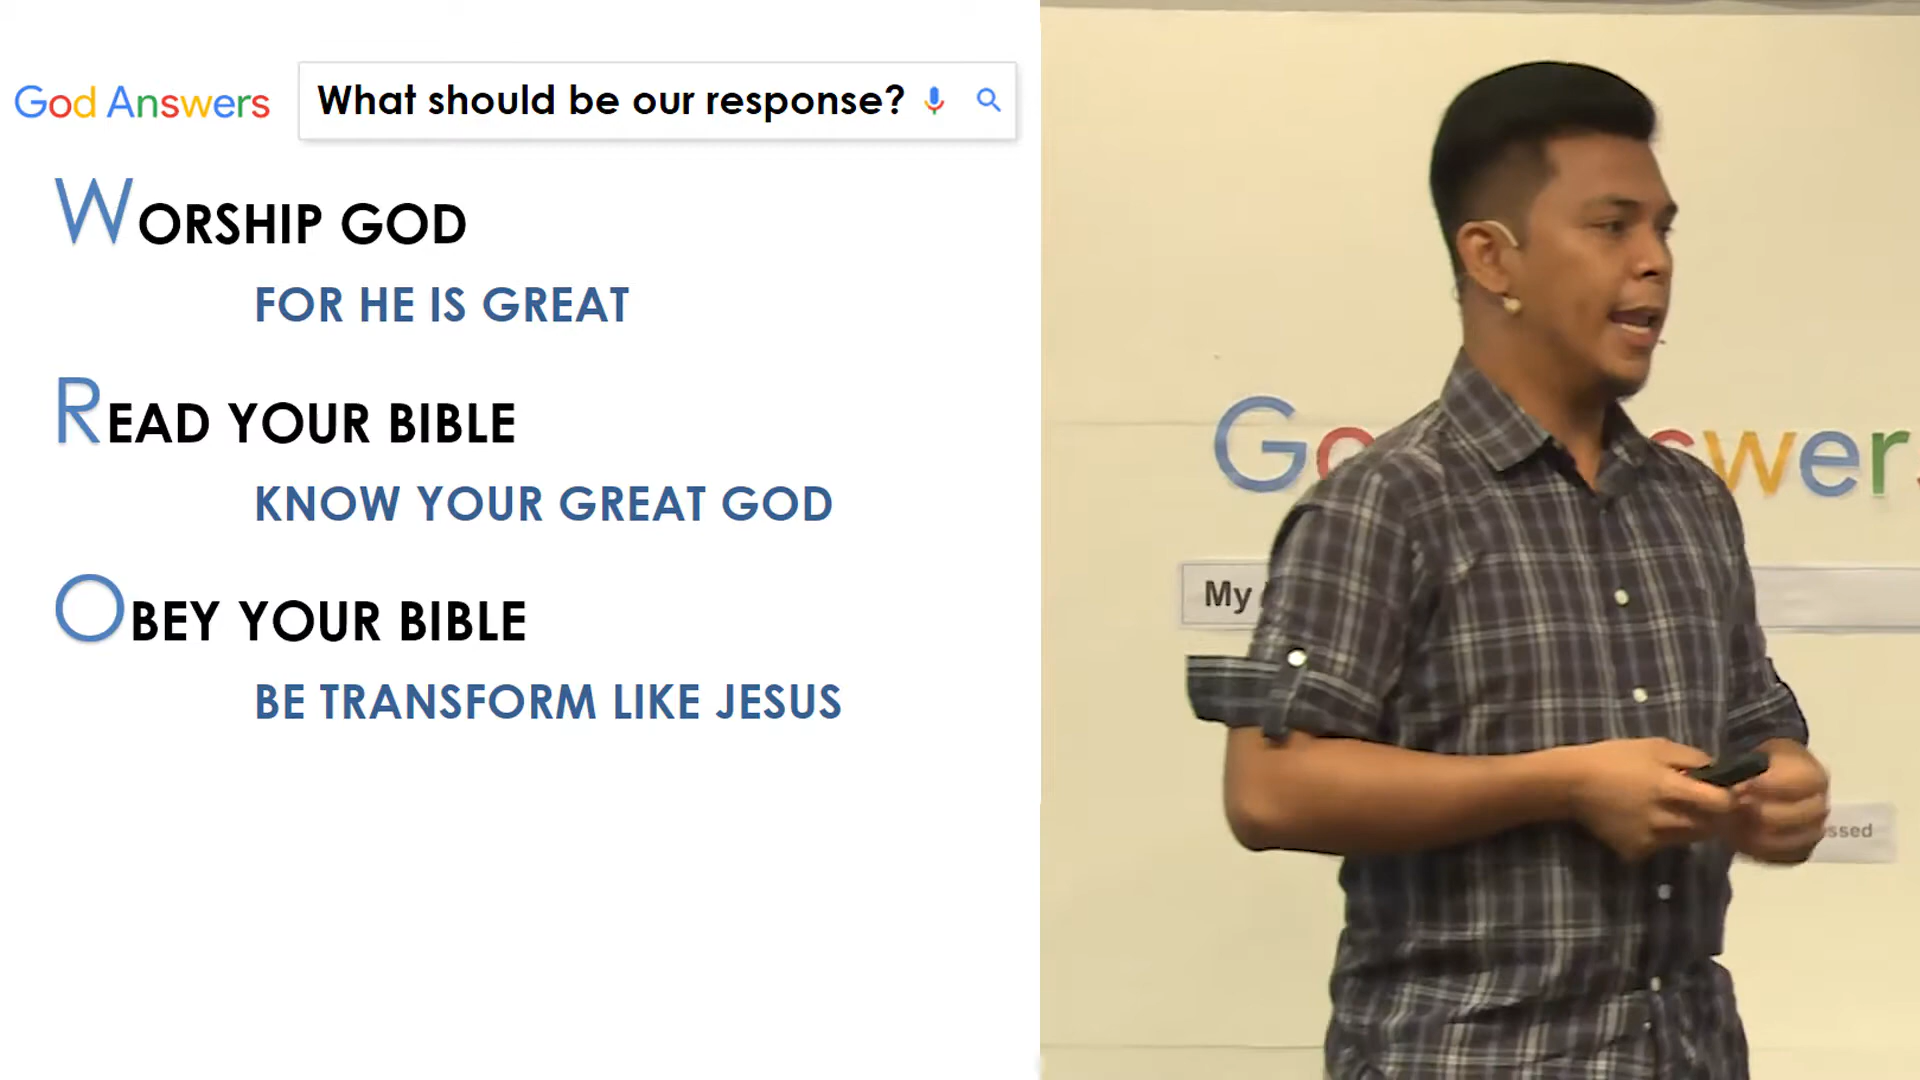 God Answers
What should be our response?
WORSHIP GOD
FOR HE IS GREAT
READ YOUR BIBLE
KNOW YOUR GREAT GOD
OBEY YOUR BIBLE
BE TRANSFORM LIKE JESUS
My